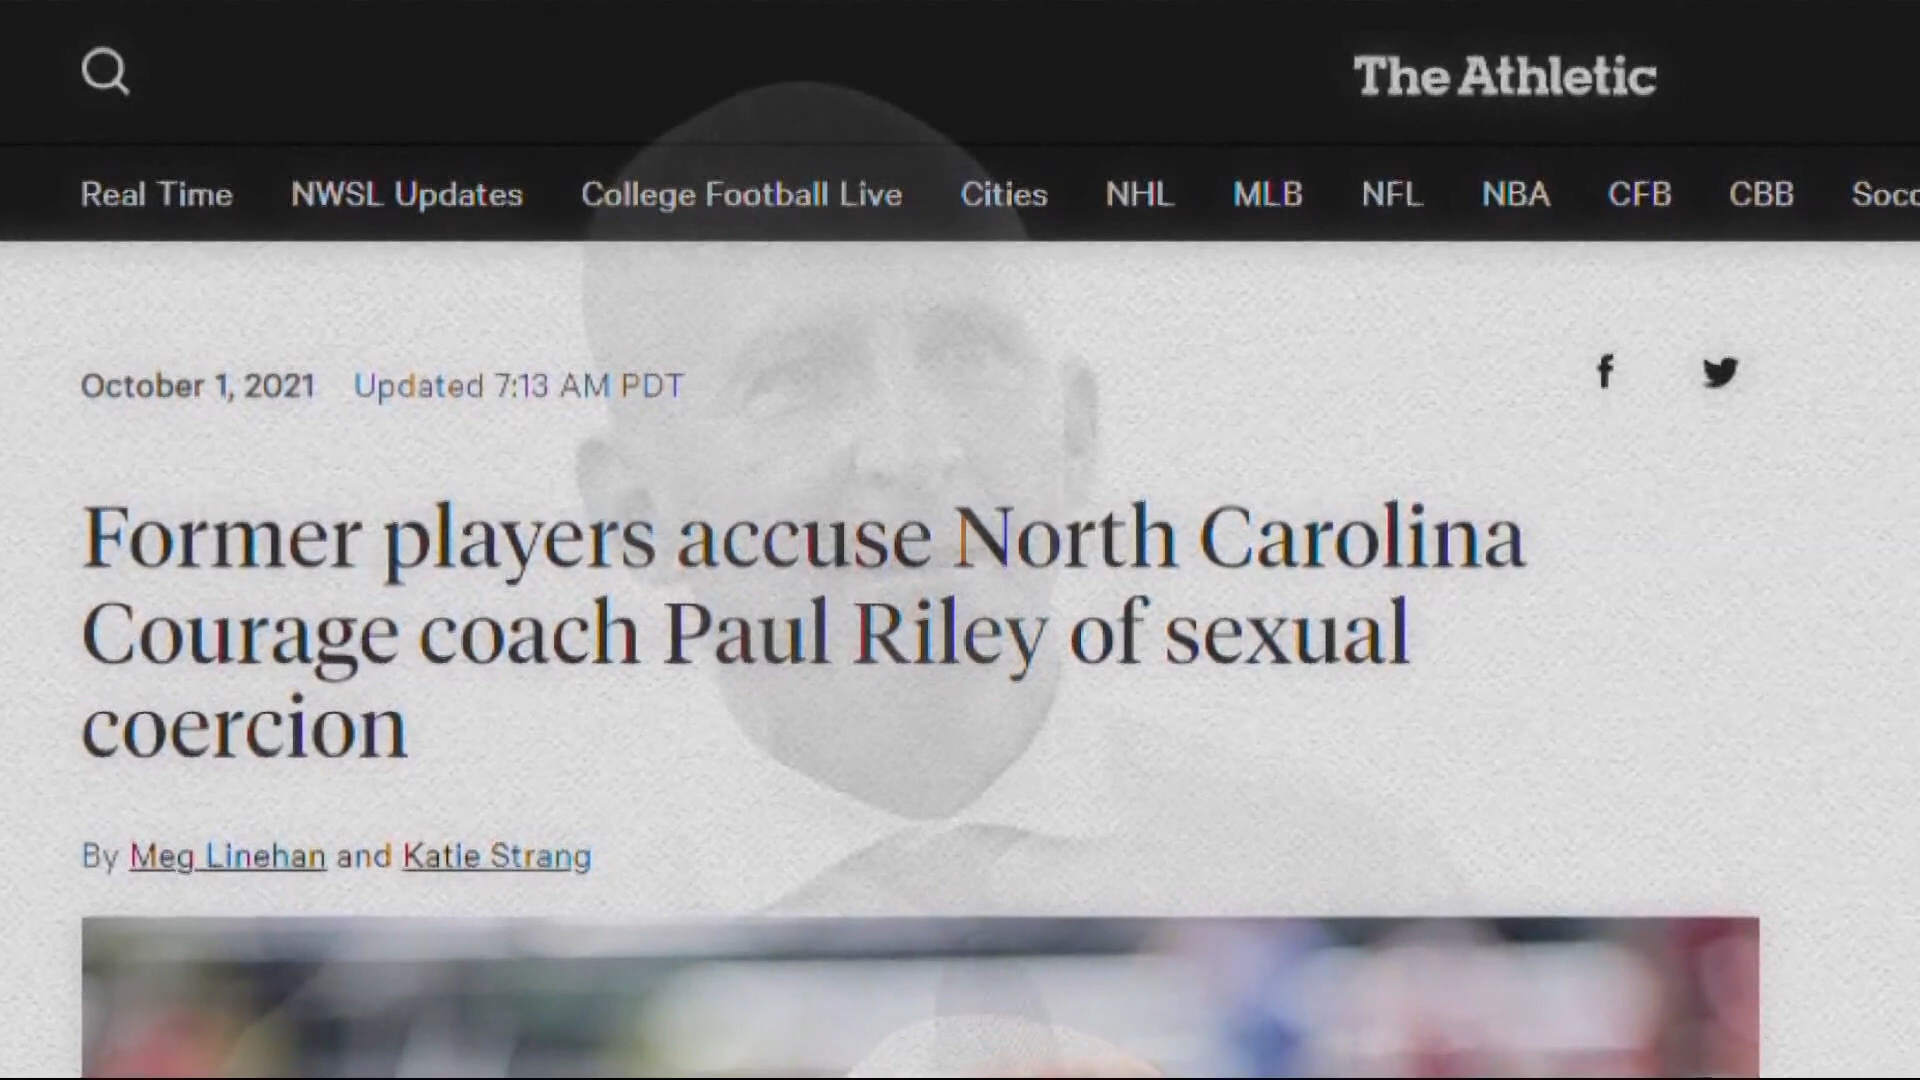 The Athletic
Real Time NWSL Updates College Football Live Cities NHL MLB NFL NBA CFB CBB
October 1, 2021 Updated 7:13 AM PDT
Former players accuse North Carolina
Courage coach Paul Riley of sexual
coercion
By Meg Linehan and Katie Strang